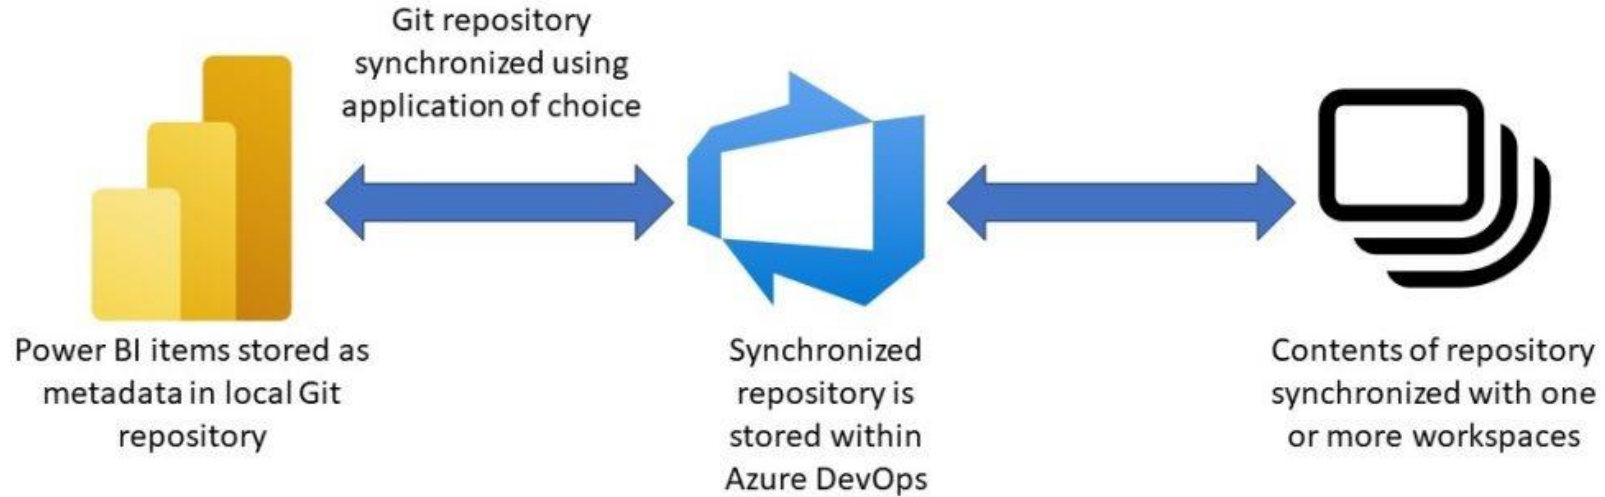 Git repository
synchronized using
application of choice
Power BI items stored as
metadata in local Git
repository
Synchronized
repository is
stored within
Azure DevOps
Contents of repository
synchronized with one
or more workspaces